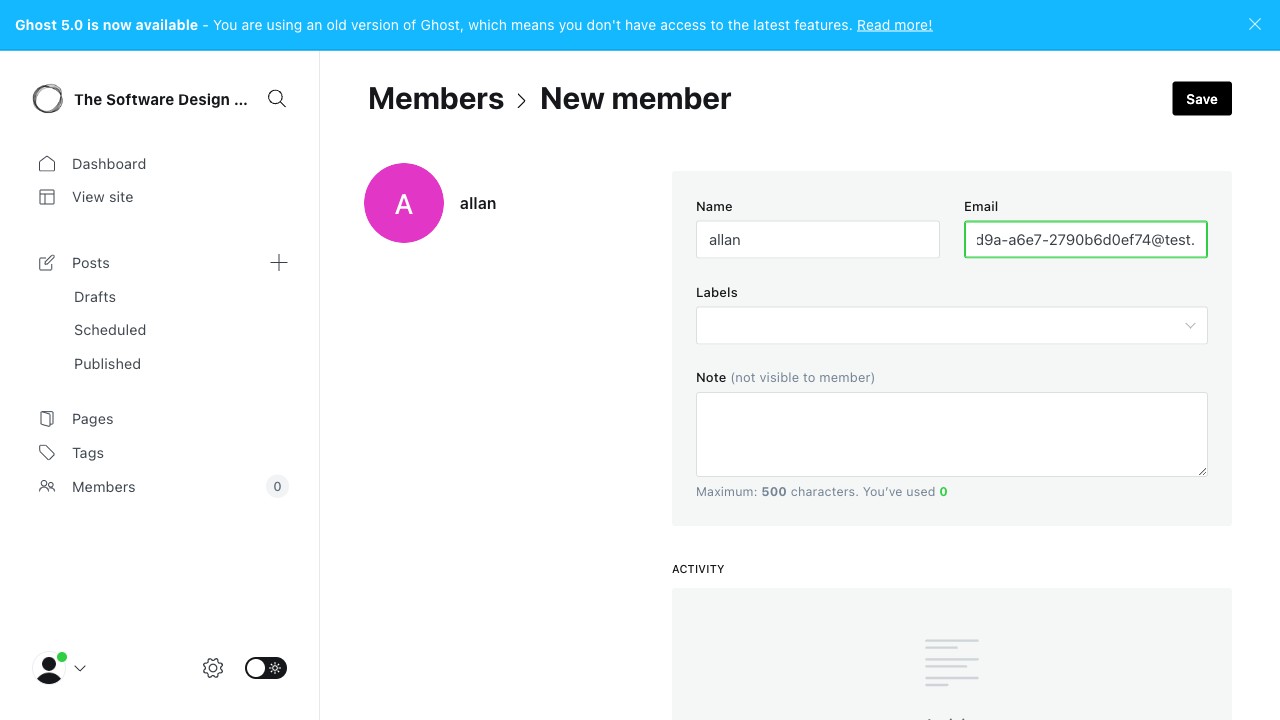 Ghost 5.0 is now available - You are using an old version of Ghost, which means you don't have access to the latest features. Read more!
The Software Design ...
Members > New member
Save
Dashboard
View site
Posts
Drafts
Scheduled
Published
Pages
Tags
Members 0
A
allan
Name
allan
Email
d9a-a6e7-2790b6d0ef74@test.
Labels
Note (not visible to member)
Maximum: 500 characters. You've used 0
ACTIVITY